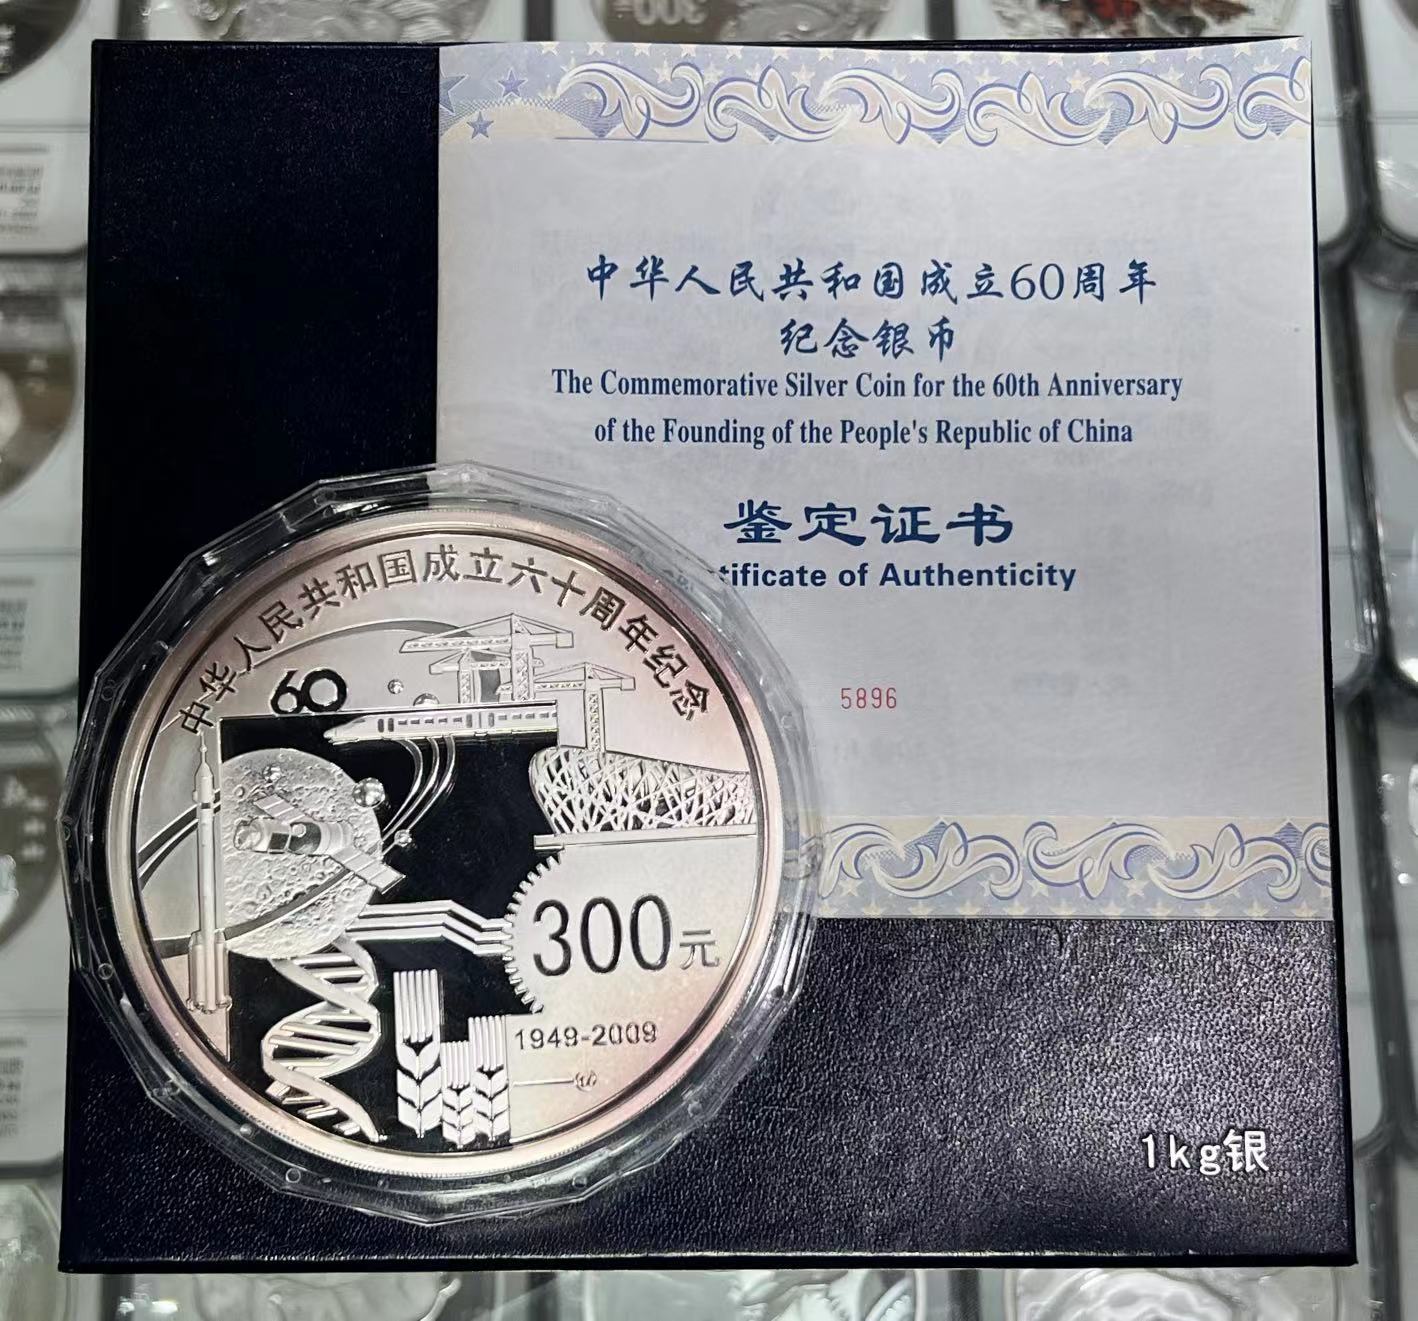 300
中华人民共和国成立60周年
纪念银币
The Commemorative Silver Coin for the 60th Anniversary
of the Founding of the People's Republic of China
鉴定证书
tificate of Authenticity
5896
中华人民共和国成立六十周年纪念
60
300元
1949-2009
1kg银